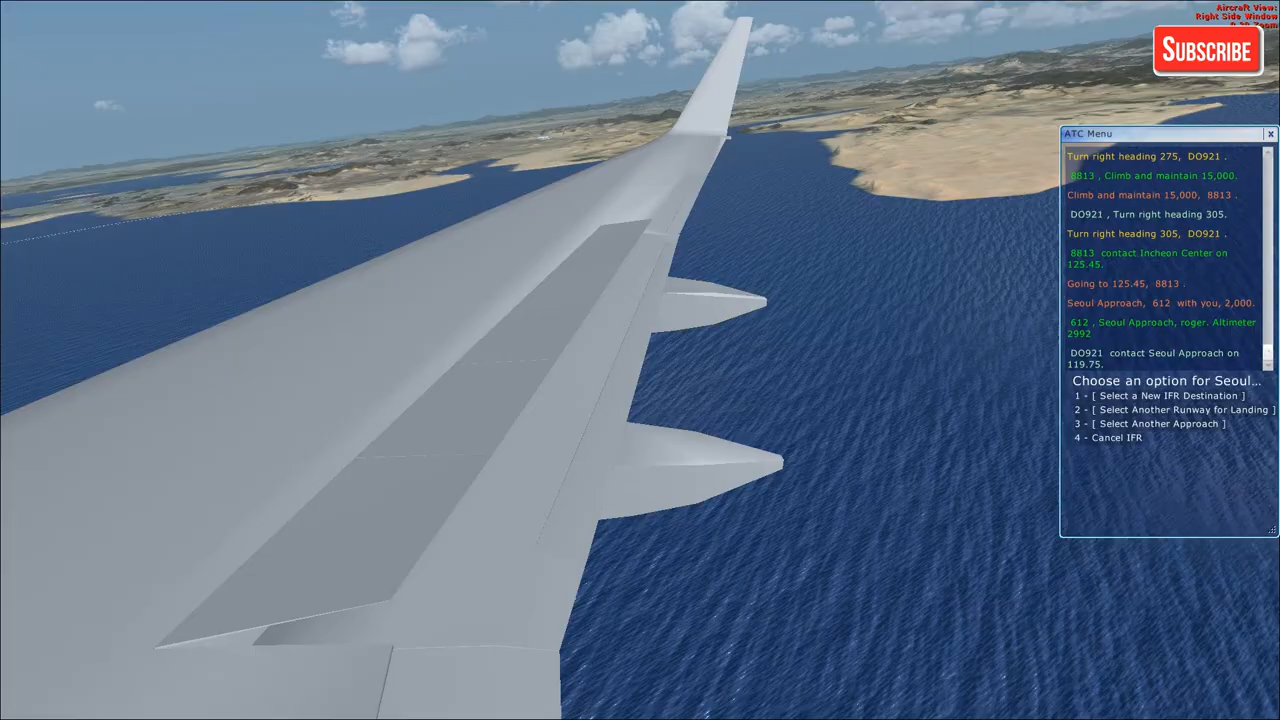 Aircraft View:
Right Side Window
SUBSCRIBE
ATC Menu
x
Turn right heading 275, DO921 .
8813 , Climb and maintain 15,000.
Climb and maintain 15,000, 8813 .
DO921 , Turn right heading 305.
Turn right heading 305, DO921 .
8813 contact Incheon Center on
125.45.
Going to 125.45, 8813 .
Seoul Approach, 612 with you, 2,000.
612 , Seoul Approach, roger. Altimeter
2992
DO921 contact Seoul Approach on
119.75.
Choose an option for Seoul...
1 - [ Select a New IFR Destination ]
2 - [ Select Another Runway for Landing ]
3 - [ Select Another Approach ]
4 - Cancel IFR